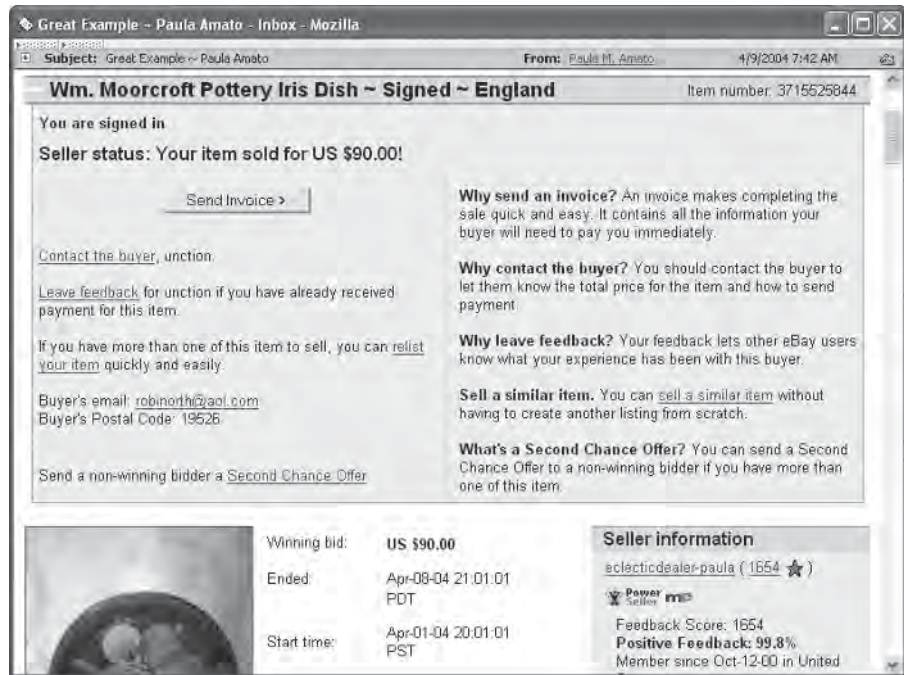 Great Example ~ Paula Amato - Inbox - Mozilla
Subject: Great Example ~ Paula Amato From: Paula M. Amato 4/9/2004 7:42 AM
Wm. Moorcroft Pottery Iris Dish ~ Signed ~ England Item number: 3715525844
You are signed in
Seller status: Your item sold for US $90.00!
Send Invoice >
Contact the buyer, unction.
Leave feedback for unction if you have already received
payment for this item.
If you have more than one of this item to sell, you can relist
your item quickly and easily.
Buyer's email: robinorth@aol.com
Buyer's Postal Code: 19526
Send a non-winning bidder a Second Chance Offer
Why send an invoice? An invoice makes completing the
sale quick and easy. It contains all the information your
buyer will need to pay you immediately.
Why contact the buyer? You should contact the buyer to
let them know the total price for the item and how to send
payment
Why leave feedback? Your feedback lets other eBay users
know what your experience has been with this buyer.
Sell a similar item. You can sell a similar item without
having to create another listing from scratch.
What's a Second Chance Offer? You can send a Second
Chance Offer to a non-winning bidder if you have more than
one of this item.
Winning bid: US $90.00
Ended: Apr-08-04 21:01:01
PDT
Start time: Apr-01-04 20:01:01
PST
Seller information
eclecticdealer-paula ( 1654 )
Power
Seller me
Feedback Score: 1654
Positive Feedback: 99.8%
Member since Oct-12-00 in United